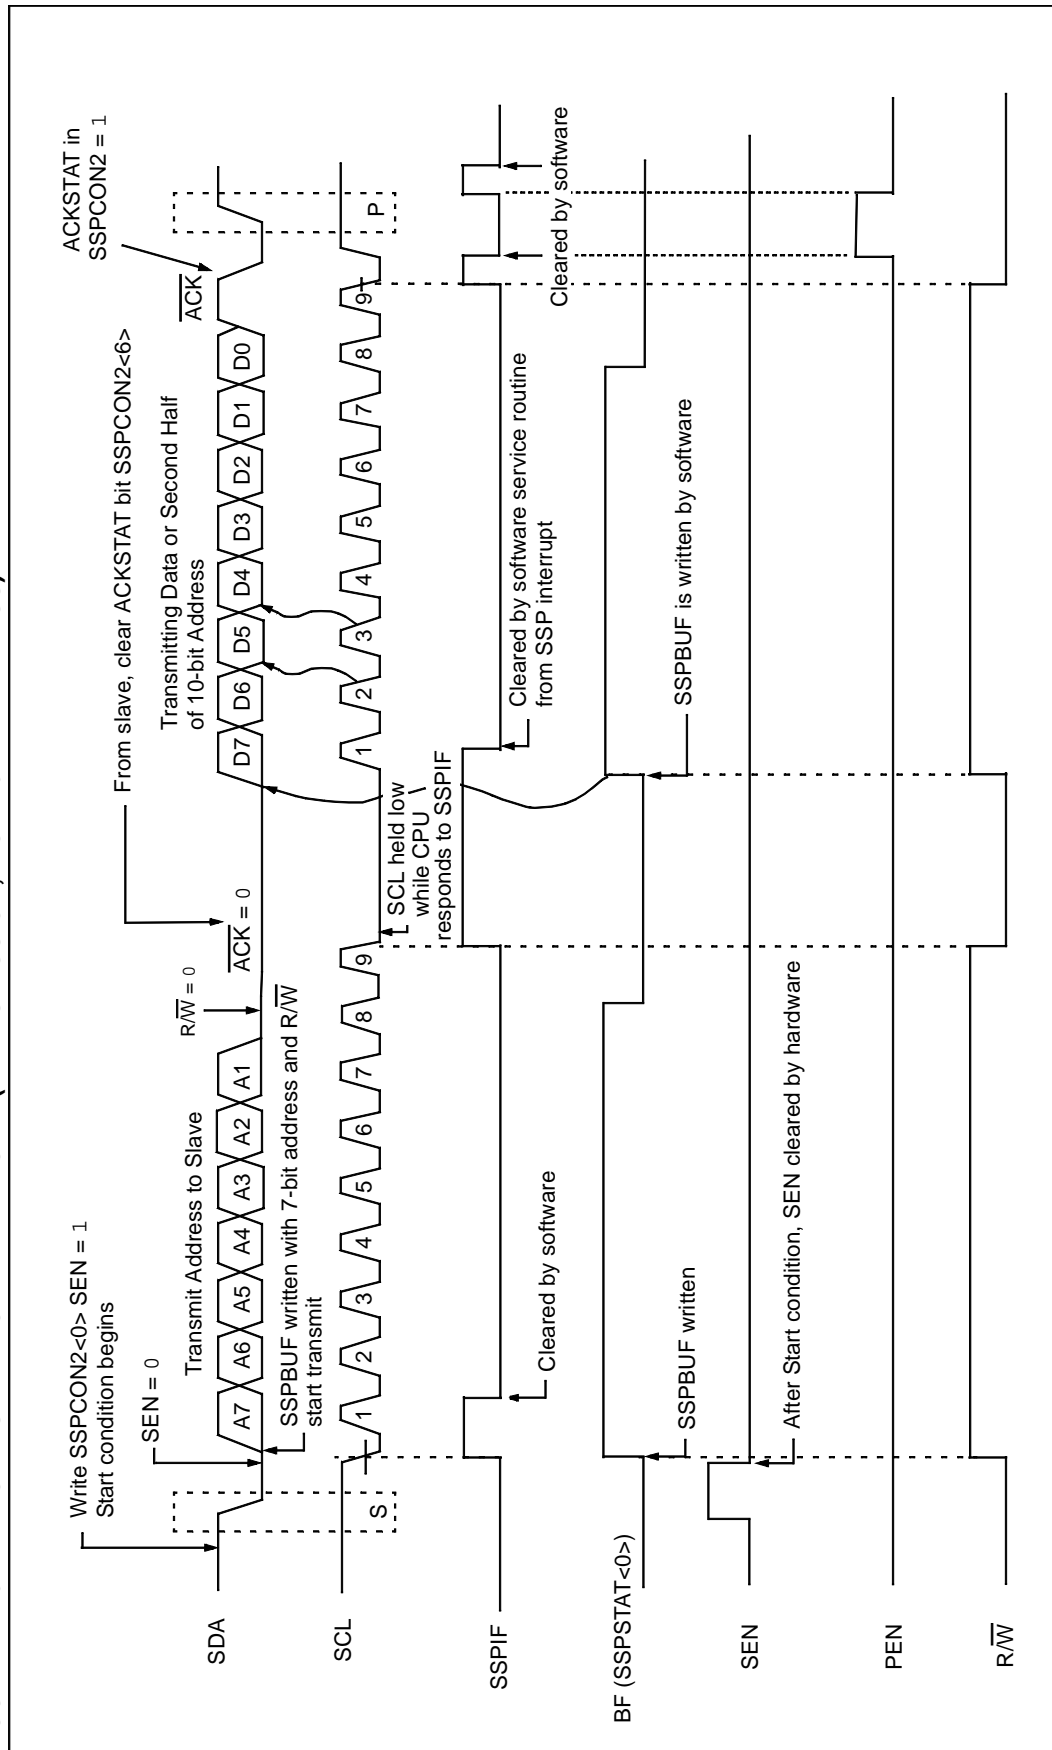 Write SSPCON2<0> SEN = 1
Start condition begins
From slave, clear ACKSTAT bit SSPCON2<6>
ACKSTAT in
SSPCON2 = 1
SEN = 0
Transmit Address to Slave
R/W = 0
ACK = 0
Transmitting Data or Second Half
of 10-bit Address
ACK
SDA
A7 A6 A5 A4 A3 A2 A1
D7 D6 D5 D4 D3 D2 D1 D0
SSPBUF written with 7-bit address and R/W
start transmit
SCL
S
1 2 3 4 5 6 7 8 9
1 2 3 4 5 6 7 8 9
P
SCL held low
while CPU
responds to SSPIF
SSPIF
Cleared by software
Cleared by software service routine
from SSP interrupt
Cleared by software
BF (SSPSTAT<0>)
SSPBUF written
SSPBUF is written by software
SEN
After Start condition, SEN cleared by hardware
PEN
R/W